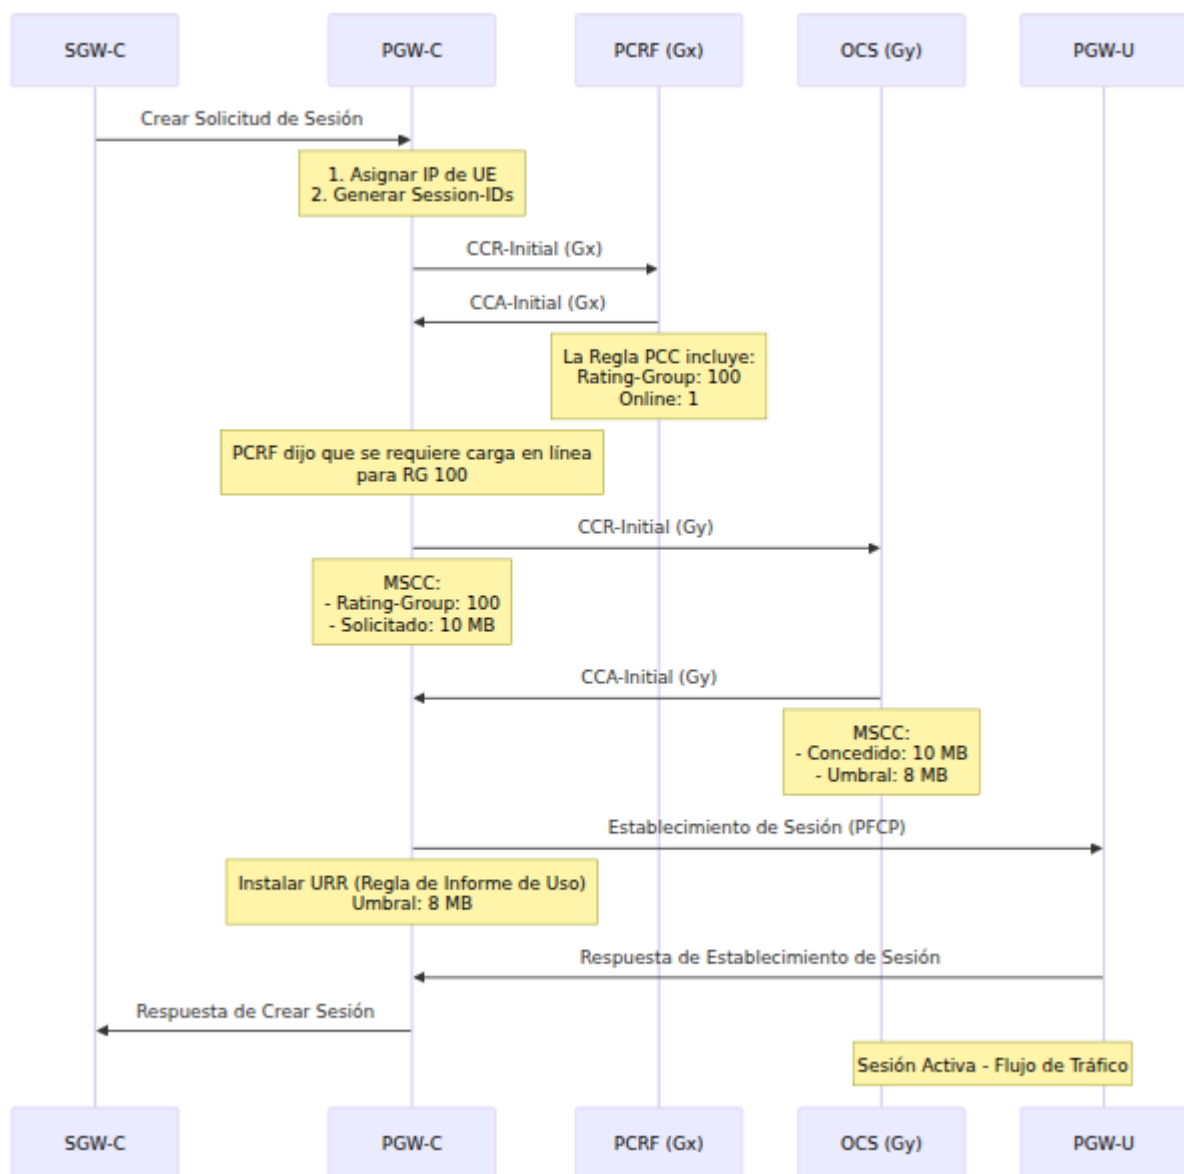 SGW-C
PGW-C
PCRF (Gx)
OCS (Gy)
PGW-U
Crear Solicitud de Sesión
1. Asignar IP de UE
2. Generar Session-IDs
CCR-Initial (Gx)
CCA-Initial (Gx)
La Regla PCC incluye:
Rating-Group: 100
Online: 1
PCRF dijo que se requiere carga en línea
para RG 100
CCR-Initial (Gy)
MSCC:
- Rating-Group: 100
- Solicitado: 10 MB
CCA-Initial (Gy)
MSCC:
- Concedido: 10 MB
- Umbral: 8 MB
Establecimiento de Sesión (PFCP)
Instalar URR (Regla de Informe de Uso)
Umbral: 8 MB
Respuesta de Establecimiento de Sesión
Respuesta de Crear Sesión
Sesión Activa - Flujo de Tráfico
SGW-C
PGW-C
PCRF (Gx)
OCS (Gy)
PGW-U